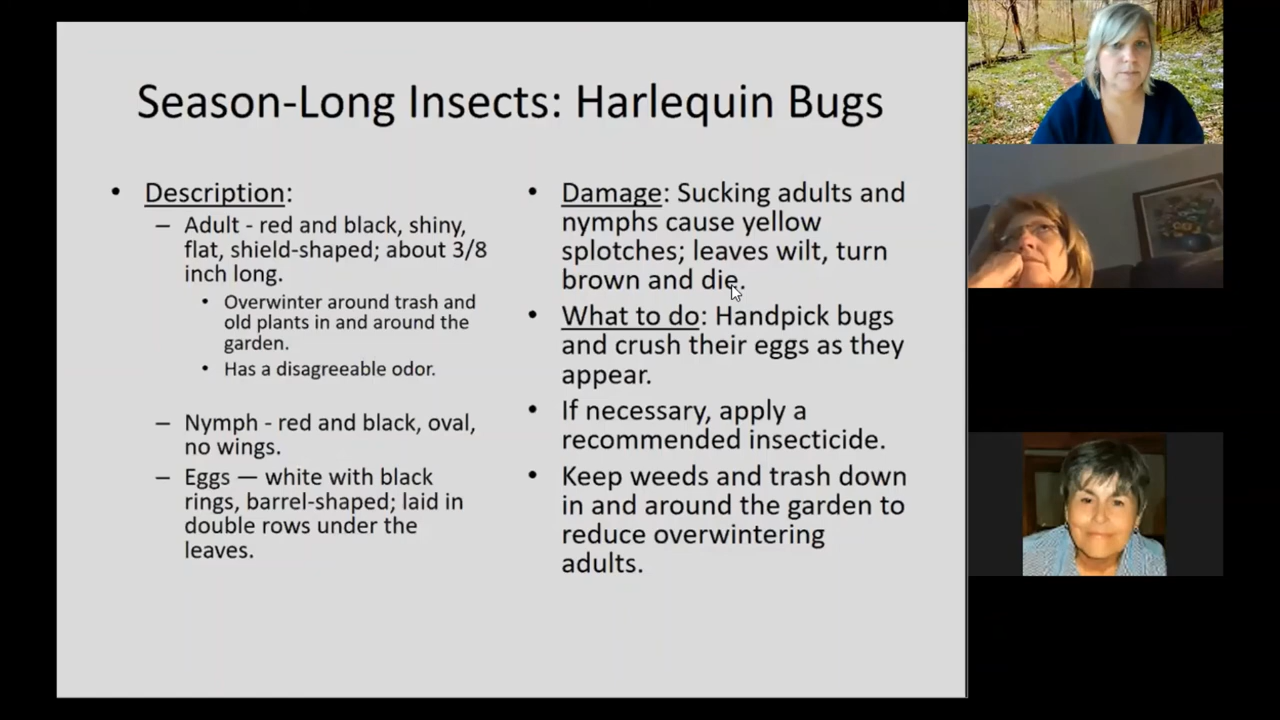 Season-Long Insects: Harlequin Bugs
• Description:
– Adult - red and black, shiny,
flat, shield-shaped; about 3/8
inch long.
• Overwinter around trash and
old plants in and around the
garden.
• Has a disagreeable odor.
– Nymph - red and black, oval,
no wings.
– Eggs — white with black
rings, barrel-shaped; laid in
double rows under the
leaves.
• Damage: Sucking adults and
nymphs cause yellow
splotches; leaves wilt, turn
brown and die.
• What to do: Handpick bugs
and crush their eggs as they
appear.
• If necessary, apply a
recommended insecticide.
• Keep weeds and trash down
in and around the garden to
reduce overwintering
adults.